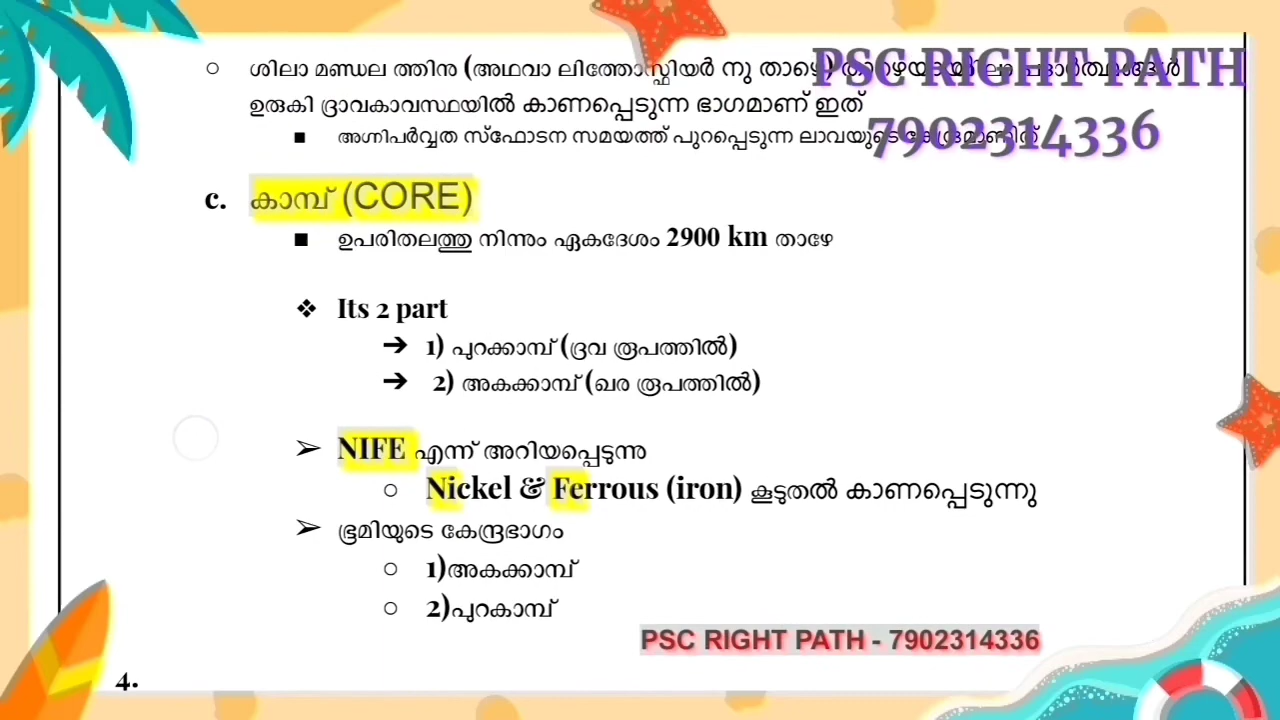 PSC RIGHT PATH
7902314336
○ ശിലാ മണ്ഡല ത്തിനു (അഥവാ ലിത്തോസ്ഫിയർ നു താഴെ)
ഉരുകി ദ്രാവകാവസ്ഥയിൽ കാണപ്പെടുന്ന ഭാഗമാണ് ഇത്
■ അഗ്നിപർവ്വത സ്ഫോടന സമയത്ത് പുറപ്പെടുന്ന ലാവയുടെ കേന്ദ്രമാണിത്
c. കാമ്പ് (CORE)
■ ഉപരിതലത്തു നിന്നും ഏകദേശം 2900 km താഴേ
❖ Its 2 part
➔ 1) പുറക്കാമ്പ് (ദ്രവ രൂപത്തിൽ)
➔ 2) അകക്കാമ്പ് (ഖര രൂപത്തിൽ)
➢ NIFE എന്ന് അറിയപ്പെടുന്നു
○ Nickel & Ferrous (iron) കൂടുതൽ കാണപ്പെടുന്നു
➢ ഭൂമിയുടെ കേന്ദ്രഭാഗം
○ 1)അകക്കാമ്പ്
○ 2)പുറകാമ്പ്
PSC RIGHT PATH - 7902314336
4.